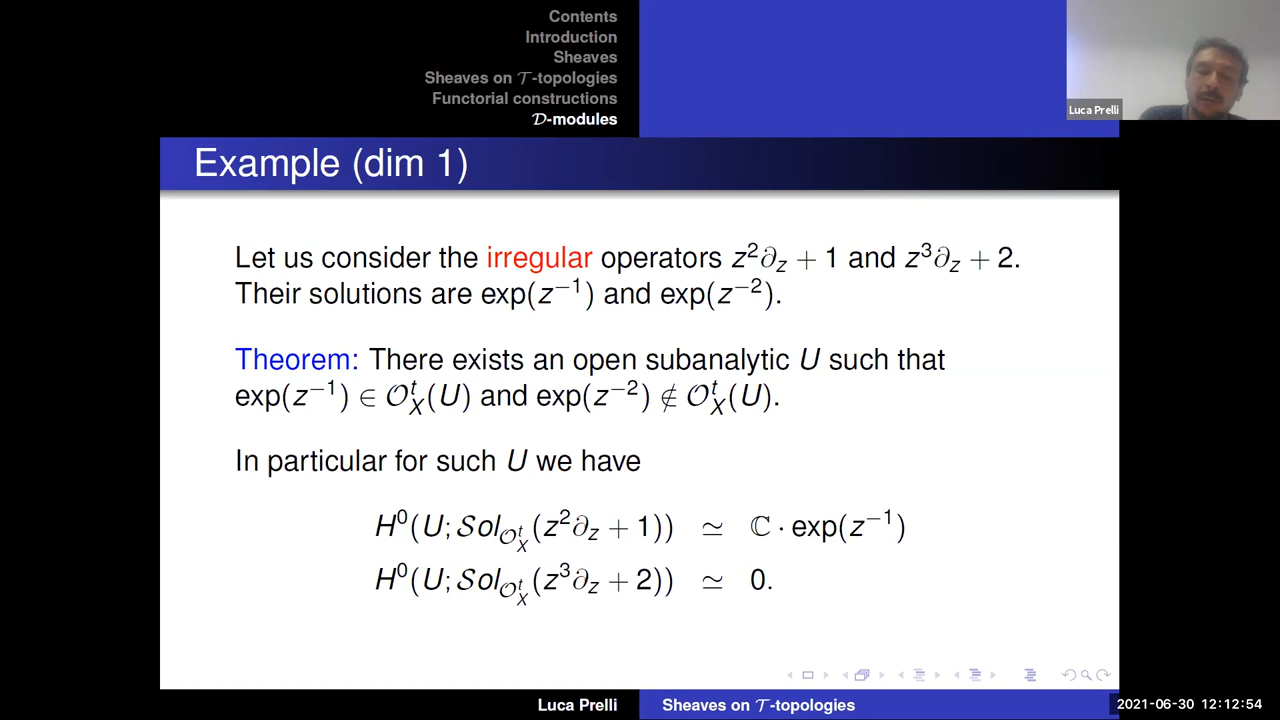 Contents
Introduction
Sheaves
Sheaves on 𝒯-topologies
Functorial constructions
𝒟-modules
Luca Prelli
Example (dim 1)
Let us consider the irregular operators z²∂_z + 1 and z³∂_z + 2.
Their solutions are exp(z⁻¹) and exp(z⁻²).
Theorem: There exists an open subanalytic U such that
exp(z⁻¹) ∈ 𝒪ᵗ_X(U) and exp(z⁻²) ∉ 𝒪ᵗ_X(U).
In particular for such U we have
H⁰(U; 𝒮ol_{𝒪ᵗ_X}(z²∂_z + 1)) ≃ ℂ · exp(z⁻¹)
H⁰(U; 𝒮ol_{𝒪ᵗ_X}(z³∂_z + 2)) ≃ 0.
Luca Prelli
Sheaves on 𝒯-topologies
2021-06-30 12:12:54